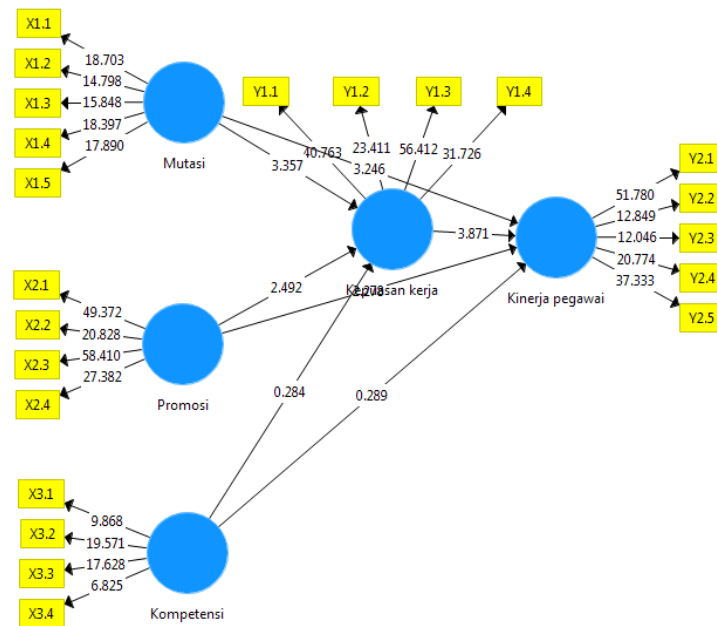 X1.1
X1.2
X1.3
X1.4
X1.5
18.703
14.798
15.848
18.397
17.890
Mutasi
Y1.1
Y1.2
Y1.3
Y1.4
40.763
23.411
56.412
31.726
3.357
3.246
Kepuasan kerja
3.871
Kinerja pegawai
Y2.1
Y2.2
Y2.3
Y2.4
Y2.5
51.780
12.849
12.046
20.774
37.333
X2.1
X2.2
X2.3
X2.4
49.372
20.828
58.410
27.382
Promosi
2.492
0.284
0.289
X3.1
X3.2
X3.3
X3.4
9.868
19.571
17.628
6.825
Kompetensi